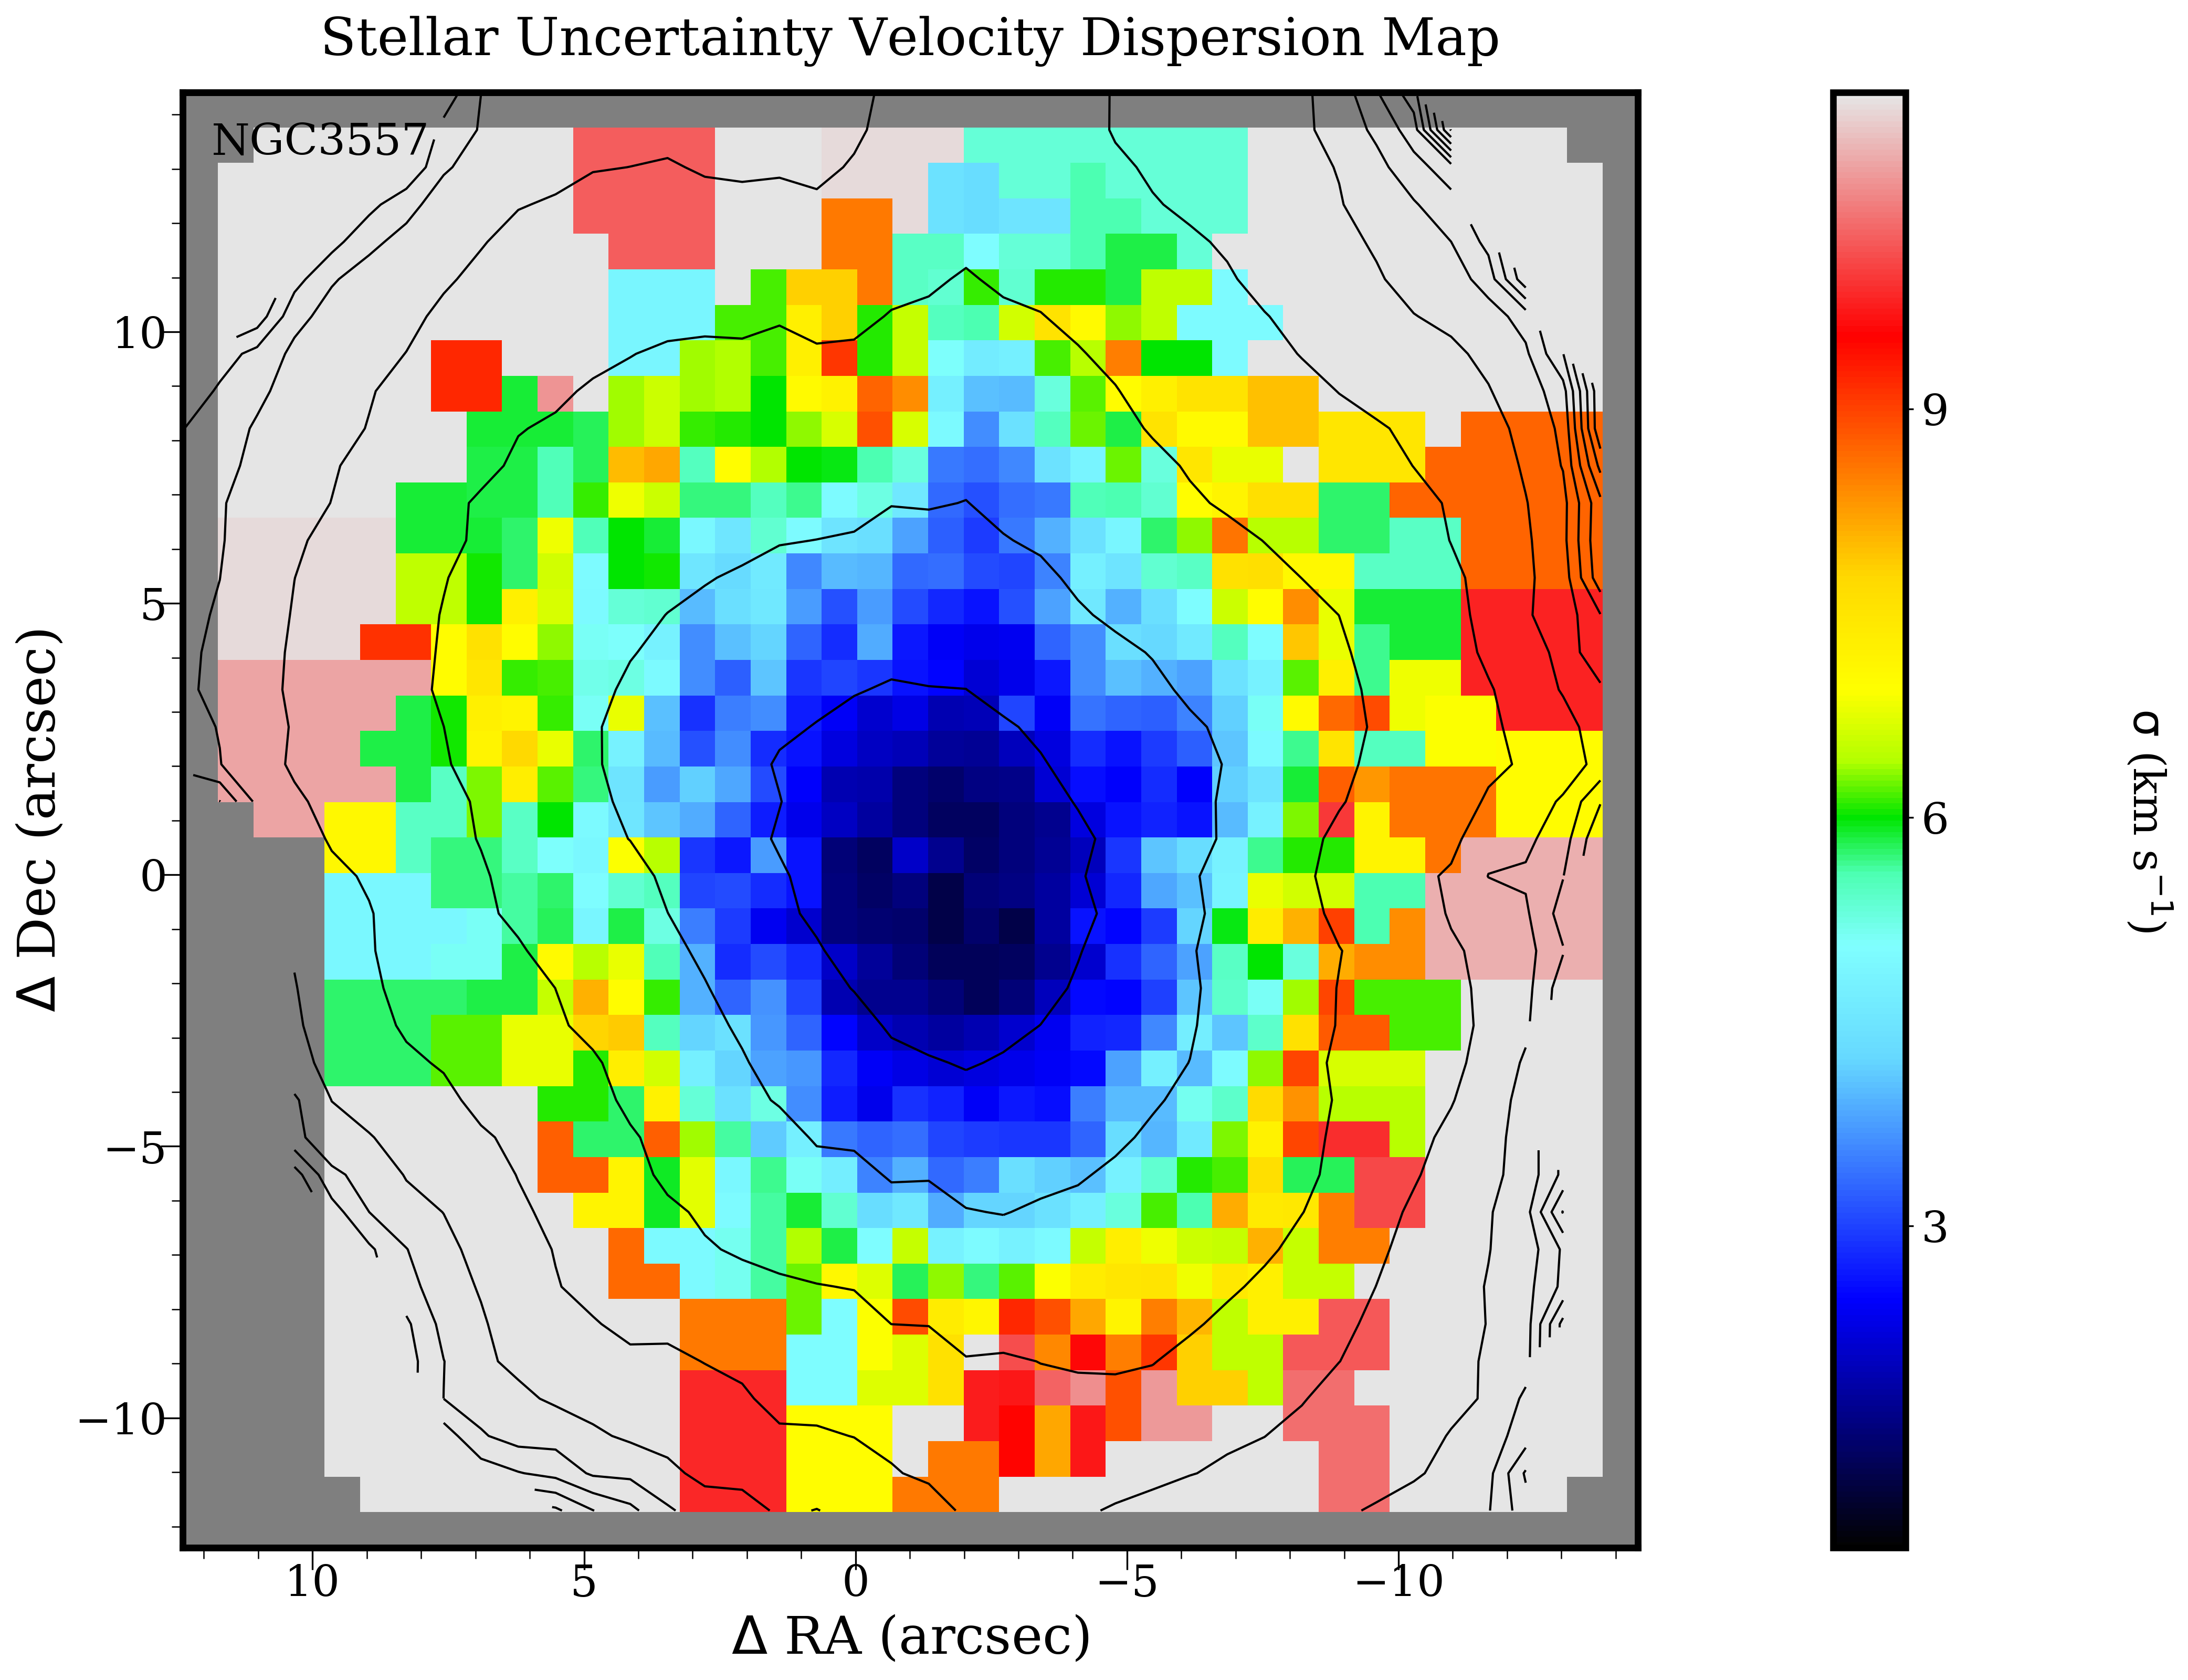 Stellar Uncertainty Velocity Dispersion Map
NGC3557
10
5
0
−5
−10
Δ Dec (arcsec)
10
5
0
−5
−10
Δ RA (arcsec)
9
6
3
σ (km s⁻¹)